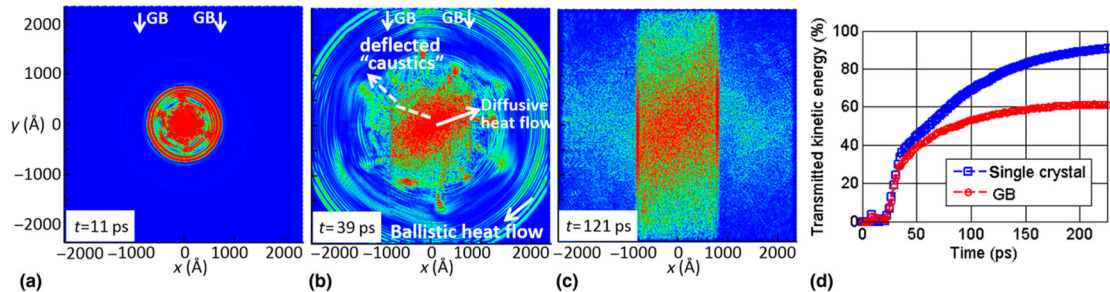 GB GB
2000
1000
y (Å) 0
−1000
−2000
t=11 ps
−2000 −1000 0 1000 2000
x (Å)
(a)
GB GB
deflected
“caustics”
Diffusive
heat flow
t=39 ps
Ballistic heat flow
−2000 −1000 0 1000 2000
x (Å)
(b)
t=121 ps
−2000 −1000 0 1000 2000
x (Å)
(c)
Transmitted kinetic energy (%)
100
80
60
40
20
0
Single crystal
GB
0 50 100 150 200
Time (ps)
(d)